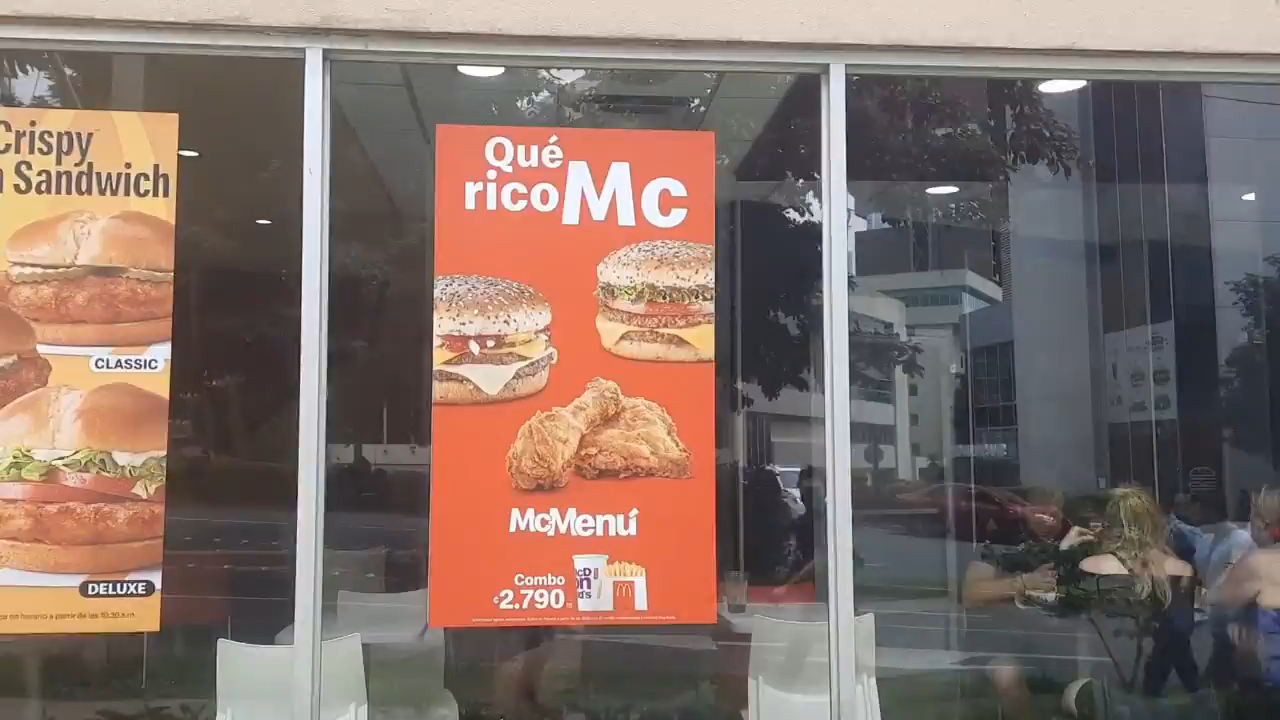 Crispy
Sandwich
CLASSIC
DELUXE
Qué
rico Mc
McMenú
Combo
¢2.790